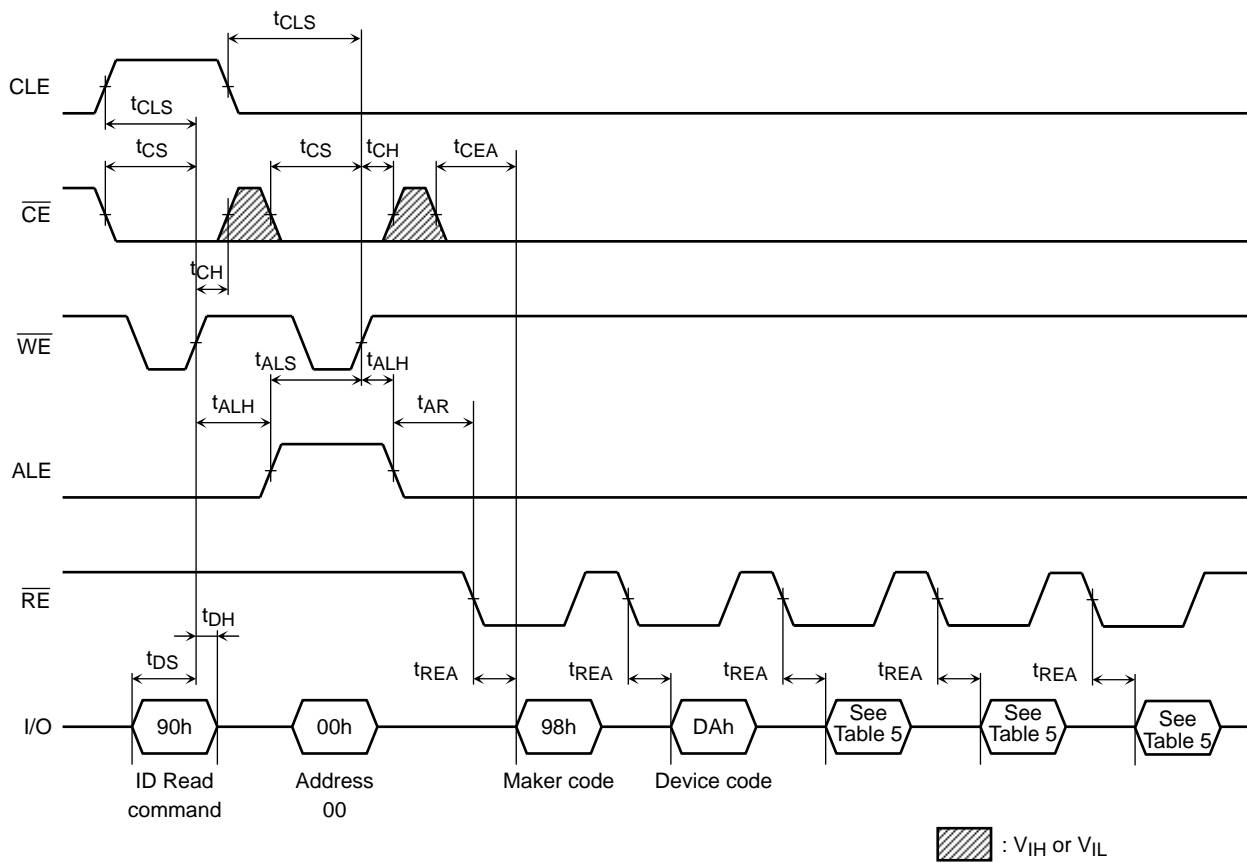 tCLS
CLE
tCLS
tCS
tCS
tCH
tCEA
CE
tCH
WE
tALS
tALH
tALH
tAR
ALE
RE
tDH
tDS
tREA
tREA
tREA
tREA
tREA
I/O
90h
00h
98h
DAh
See
Table 5
See
Table 5
See
Table 5
ID Read
command
Address
00
Maker code
Device code
: VIH or VIL